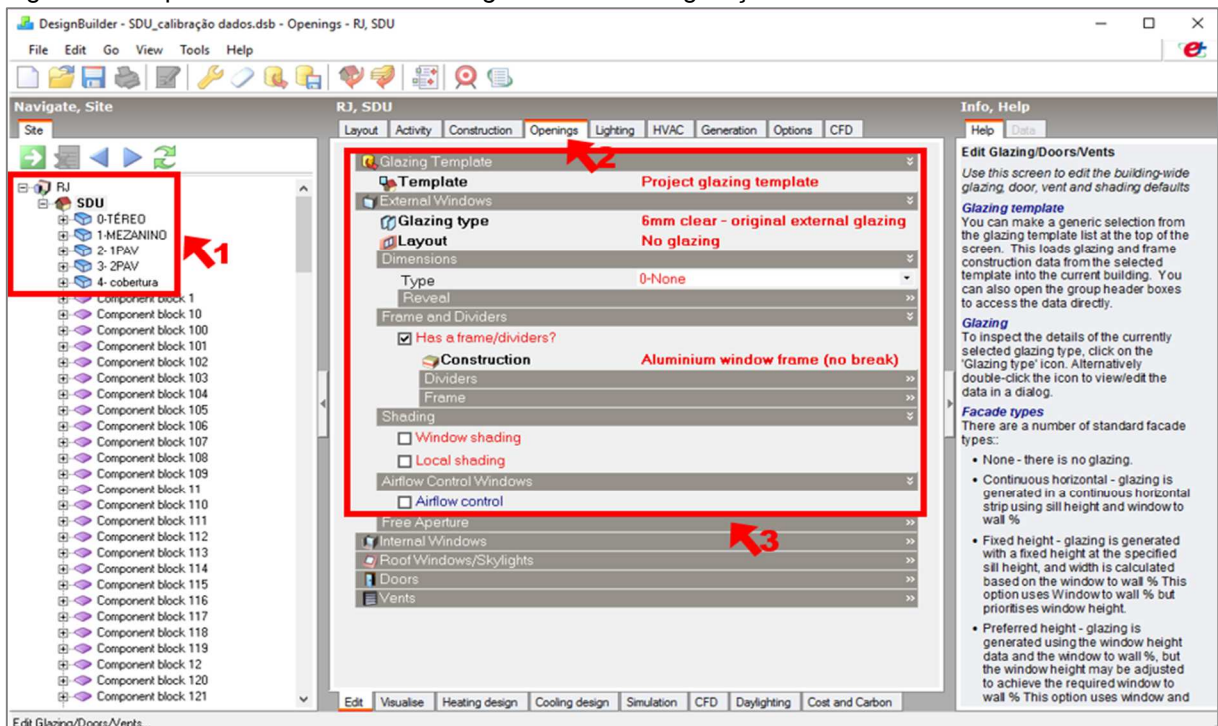 DesignBuilder - SDU_calibração dados.dsb - Openings - RJ, SDU
File Edit Go View Tools Help
Navigate, Site
Site
RJ
SDU
0-TÉREO
1-MEZANINO
2- 1PAV
3- 2PAV
4- cobertura
1
Component block 1
Component block 10
Component block 100
Component block 101
Component block 102
Component block 103
Component block 104
Component block 105
Component block 106
Component block 107
Component block 108
Component block 109
Component block 11
Component block 110
Component block 111
Component block 112
Component block 113
Component block 114
Component block 115
Component block 116
Component block 117
Component block 118
Component block 119
Component block 12
Component block 120
Component block 121
RJ, SDU
Layout Activity Construction Openings Lighting HVAC Generation Options CFD
2
Glazing Template
Template Project glazing template
External Windows
Glazing type 6mm clear - original external glazing
Layout No glazing
Dimensions
Type 0-None
Reveal
Frame and Dividers
Has a frame/dividers?
Construction Aluminium window frame (no break)
Dividers
Frame
Shading
Window shading
Local shading
Airflow Control Windows
Airflow control
3
Free Aperture
Internal Windows
Roof Windows/Skylights
Doors
Vents
Edit Visualise Heating design Cooling design Simulation CFD Daylighting Cost and Carbon
Info, Help
Help Data
Edit Glazing/Doors/Vents
Use this screen to edit the building-wide
glazing, door, vent and shading defaults
Glazing template
You can make a generic selection from
the glazing template list at the top of the
screen. This loads glazing and frame
construction data from the selected
template into the current building. You
can also open the group header boxes
to access the data directly.
Glazing
To inspect the details of the currently
selected glazing type, click on the
'Glazing type' icon. Alternatively
double-click the icon to view/edit the
data in a dialog.
Facade types
There are a number of standard facade
types::
• None - there is no glazing.
• Continuous horizontal - glazing is
generated in a continuous horizontal
strip using sill height and window to
wall %
• Fixed height - glazing is generated
with a fixed height at the specified
sill height, and width is calculated
based on the window to wall % This
option uses Window to wall % but
prioritises window height.
• Preferred height - glazing is
generated using the window height
data and the window to wall %, but
the window height may be adjusted
to achieve the required window to
wall % This option uses window and
Edit Glazing/Doors/Vents